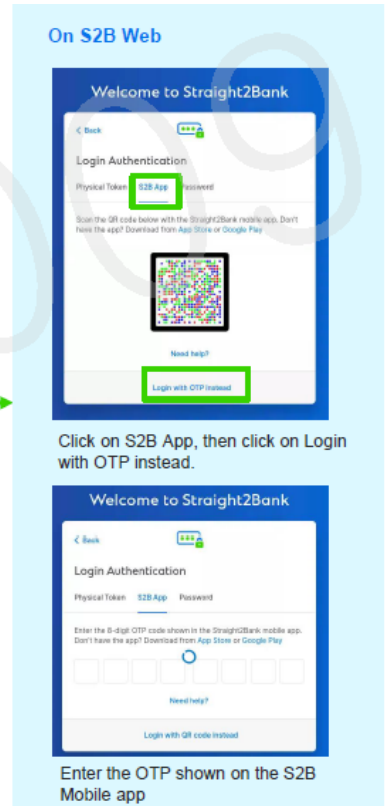 On S2B Web
Welcome to Straight2Bank
< Back
Login Authentication
Physical Token S2B App Password
Scan the QR code below with the Straight2Bank mobile app. Don't
have the app? Download from App Store or Google Play
Need help?
Login with OTP instead
Click on S2B App, then click on Login
with OTP instead.
Welcome to Straight2Bank
< Back
Login Authentication
Physical Token S2B App Password
Enter the 8-digit OTP code shown in the Straight2Bank mobile app.
Don't have the app? Download from App Store or Google Play
Need help?
Login with QR code instead
Enter the OTP shown on the S2B
Mobile app